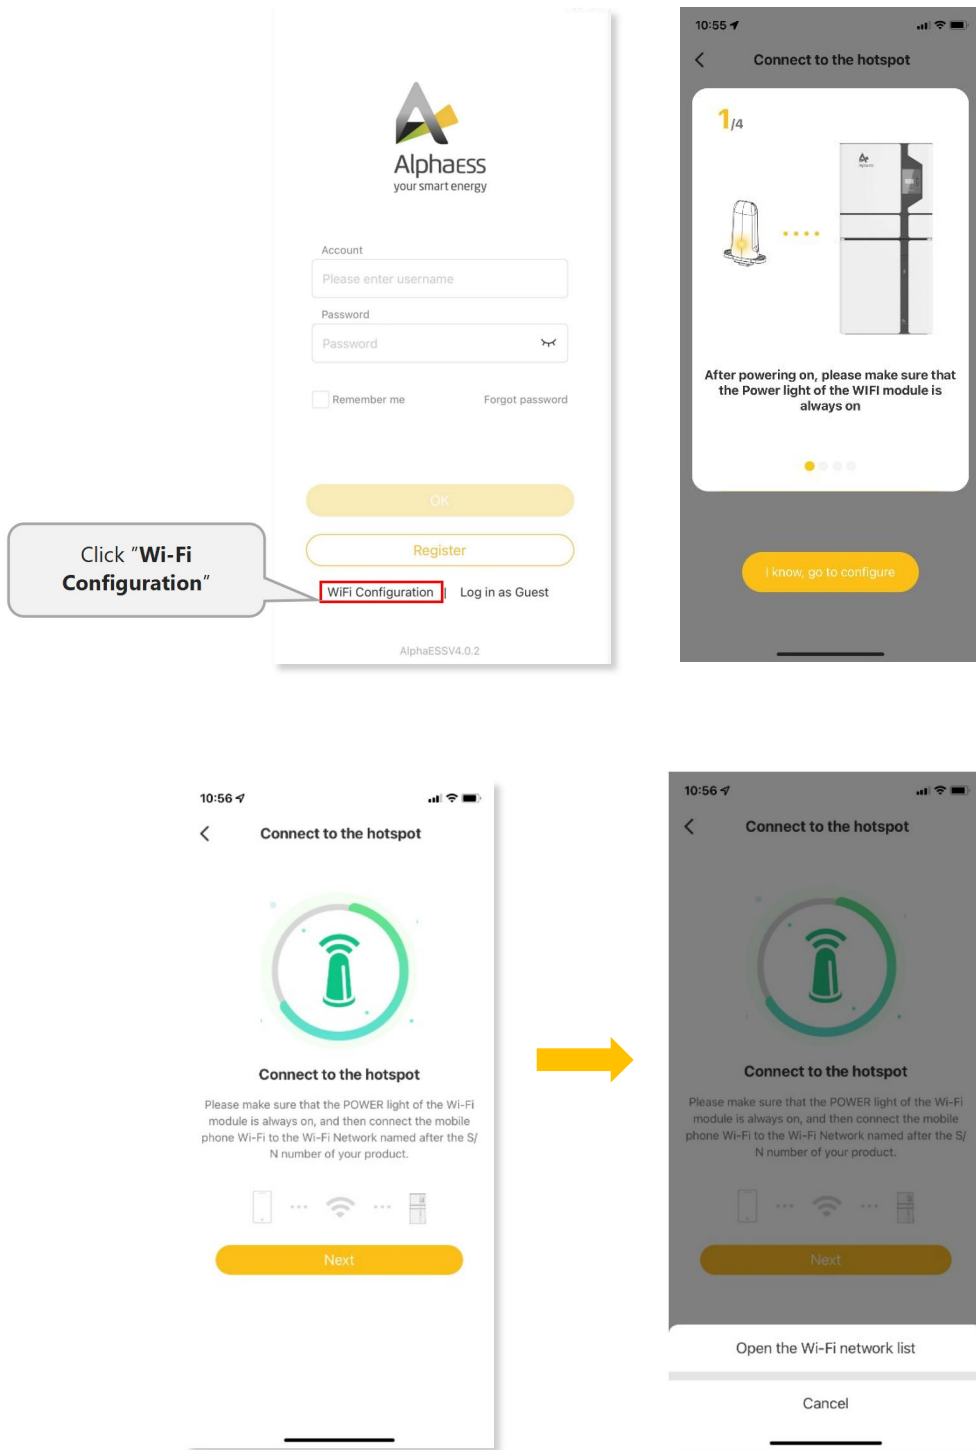 AlphaESS
your smart energy
Account
Please enter username
Password
Password
Remember me
Forgot password
OK
Register
WiFi Configuration | Log in as Guest
AlphaESSV4.0.2
Click "Wi-Fi
Configuration"
10:55
Connect to the hotspot
1/4
After powering on, please make sure that
the Power light of the WIFI module is
always on
I know, go to configure
10:56
Connect to the hotspot
Connect to the hotspot
Please make sure that the POWER light of the Wi-Fi
module is always on, and then connect the mobile
phone Wi-Fi to the Wi-Fi Network named after the S/
N number of your product.
Next
10:56
Connect to the hotspot
Connect to the hotspot
Please make sure that the POWER light of the Wi-Fi
module is always on, and then connect the mobile
phone Wi-Fi to the Wi-Fi Network named after the S/
N number of your product.
Next
Open the Wi-Fi network list
Cancel